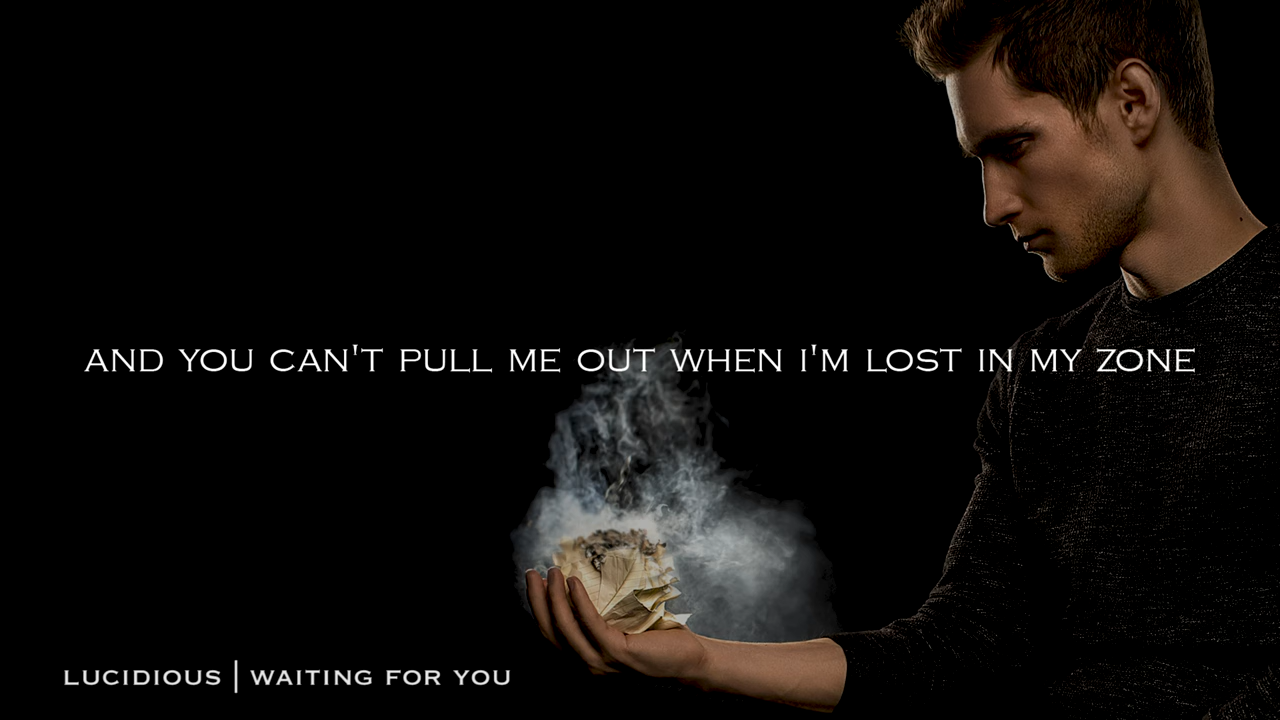 AND YOU CAN'T PULL ME OUT WHEN I'M LOST IN MY ZONE
LUCIDIOUS | WAITING FOR YOU